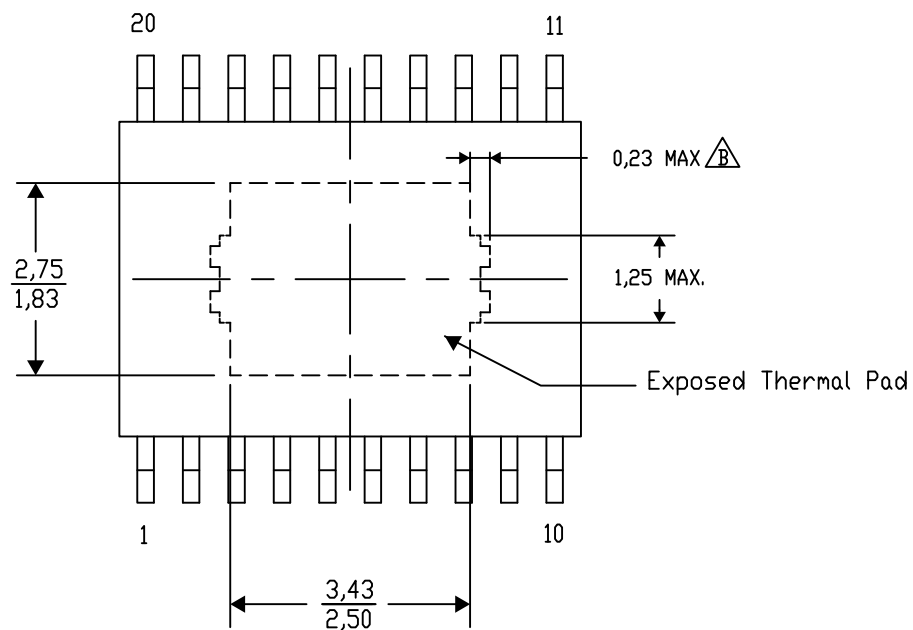 20
11
0,23 MAX B
2,75
1,83
1,25 MAX.
Exposed Thermal Pad
1
10
3,43
2,50